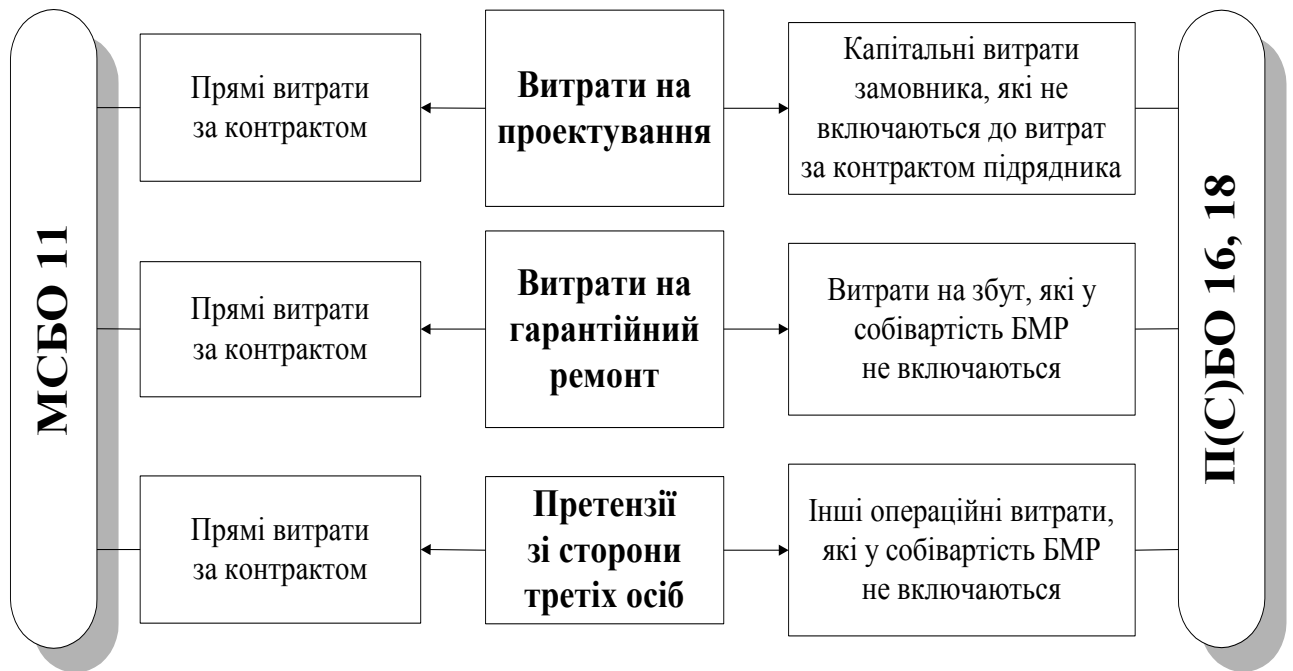 МСБО 11
Прямі витрати
за контрактом
Витрати на
проектування
Капітальні витрати
замовника, які не
включаються до витрат
за контрактом підрядника
Прямі витрати
за контрактом
Витрати на
гарантійний
ремонт
Витрати на збут, які у
собівартість БМР
не включаються
Прямі витрати
за контрактом
Претензії
зі сторони
третіх осіб
Інші операційні витрати,
які у собівартість БМР
не включаються
П(С)БО 16, 18